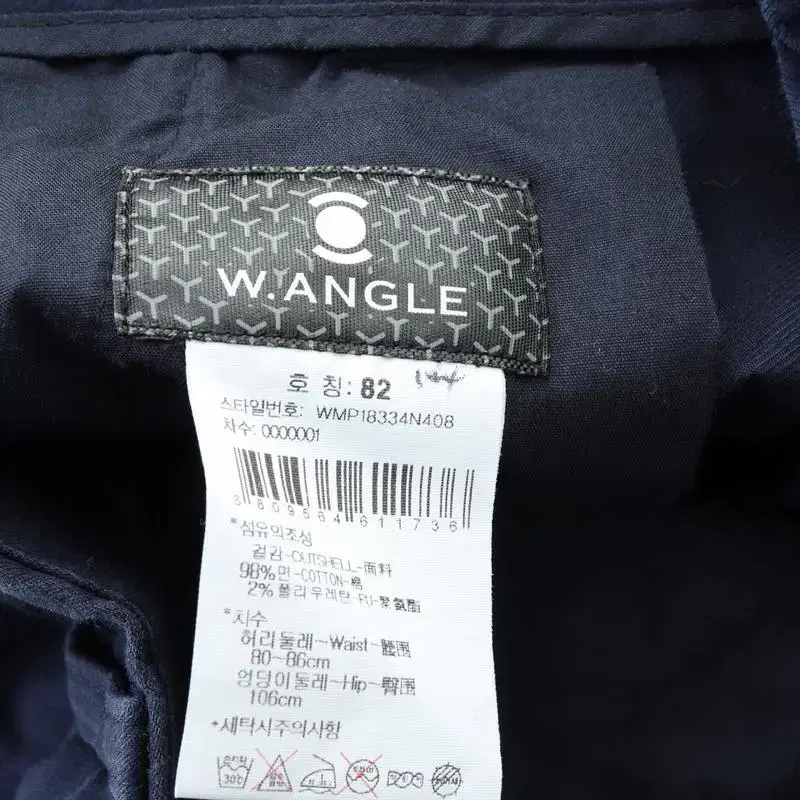 W.ANGLE
호 칭: 82
스타일번호: WMP18334N408
차수: 0000001
8809564611736
*섬유의조성
겉감-OUTSHELL-面料
98%면-COTTON-棉
2%폴리우레탄-PU-聚氨酯
*치수
허리둘레-Waist-腰围
80-86cm
엉덩이둘레-Hip-臀围
106cm
*세탁시주의사항
30℃